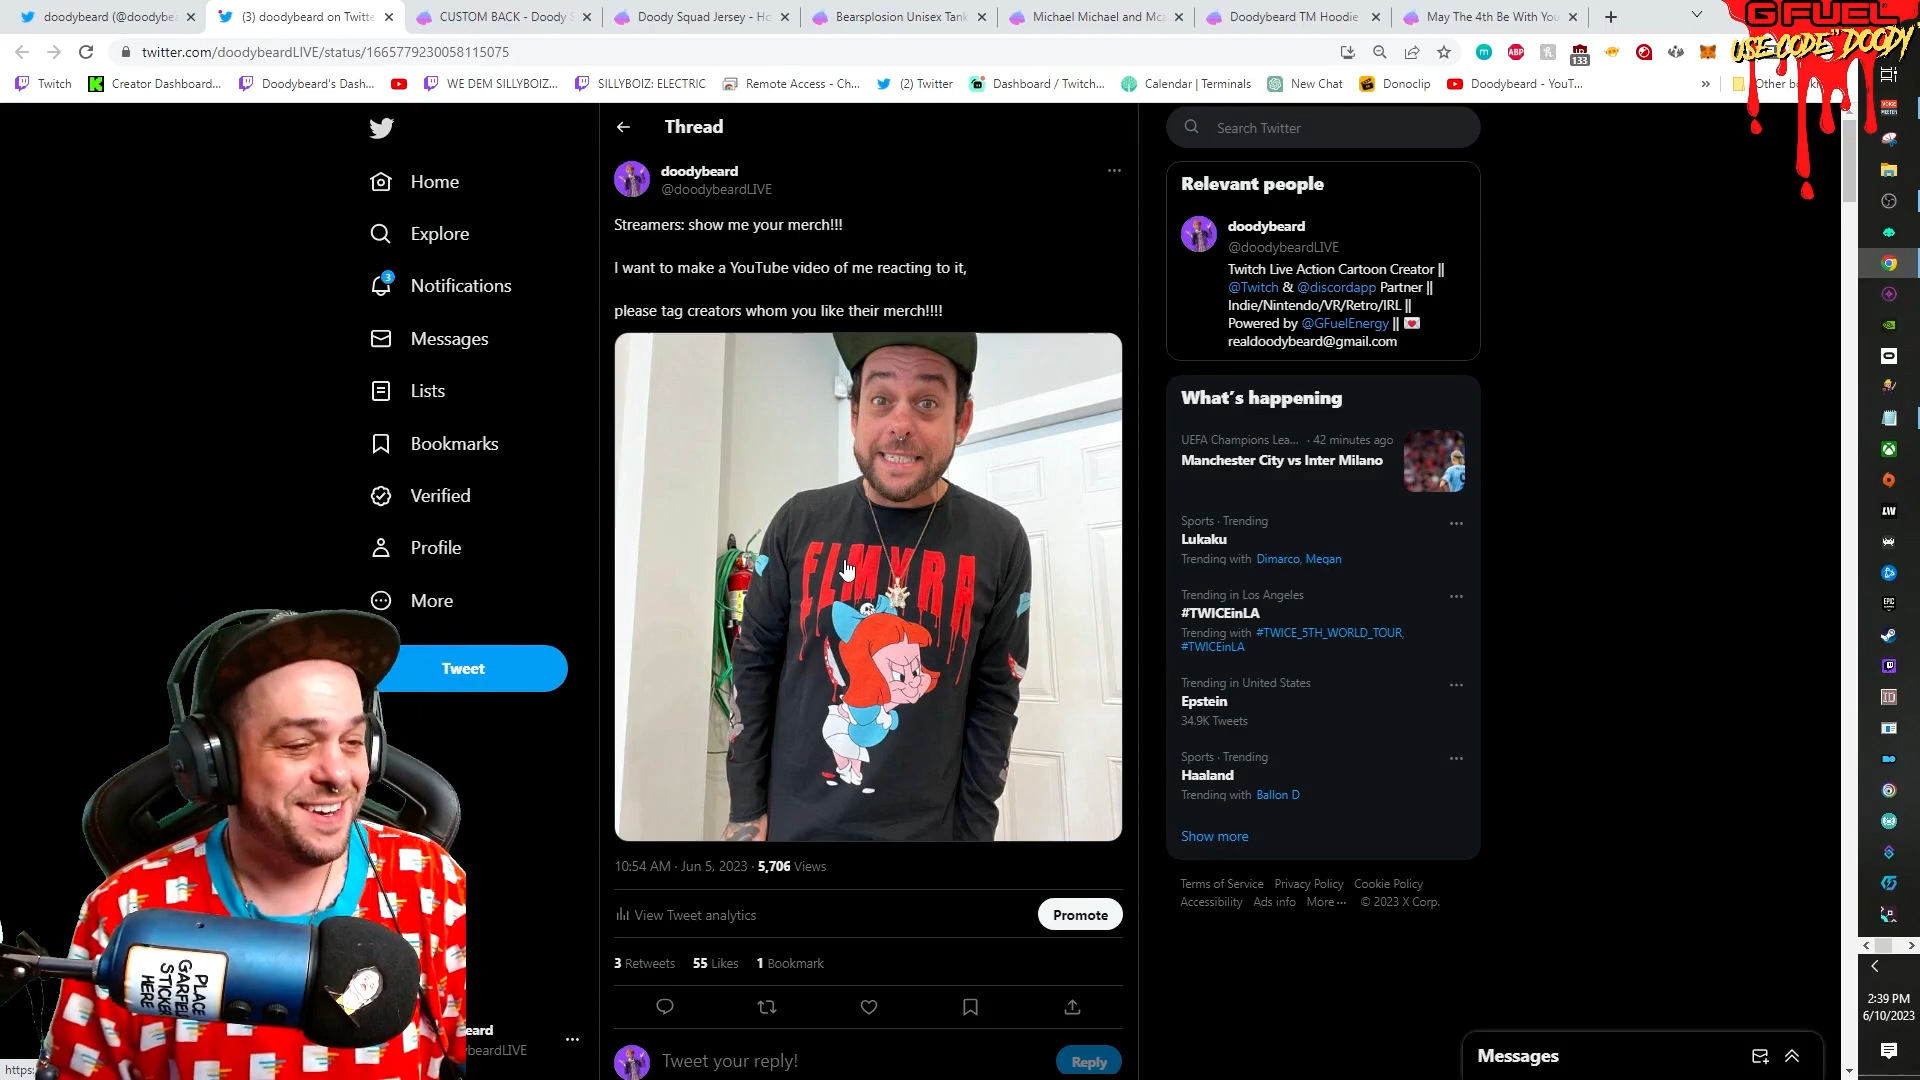 doodybeard (@doodybea
(3) doodybeard on Twitte
CUSTOM BACK - Doody S
Doody Squad Jersey - Ho
Bearsplosion Unisex Tank
Michael Michael and Mca
Doodybeard TM Hoodie
May The 4th Be With You
GFUEL
USE CODE "DOODY"
twitter.com/doodybeardLIVE/status/1665779230058115075
ABP
133
Twitch
Creator Dashboard...
Doodybeard's Dash...
WE DEM SILLYBOIZ...
SILLYBOIZ: ELECTRIC
Remote Access - Ch...
(2) Twitter
Dashboard / Twitch...
Calendar | Terminals
New Chat
Donoclip
Doodybeard - YouT...
»
Home
Explore
3
Notifications
Messages
Lists
Bookmarks
Verified
Profile
More
Tweet
Thread
doodybeard
@doodybeardLIVE
Streamers: show me your merch!!!
I want to make a YouTube video of me reacting to it,
please tag creators whom you like their merch!!!!
ELMYRA
10:54 AM · Jun 5, 2023 · 5,706 Views
View Tweet analytics
Promote
3 Retweets 55 Likes 1 Bookmark
Tweet your reply!
Reply
Search Twitter
Relevant people
doodybeard
@doodybeardLIVE
Twitch Live Action Cartoon Creator ||
@Twitch & @discordapp Partner ||
Indie/Nintendo/VR/Retro/IRL ||
Powered by @GFuelEnergy || 💌
realdoodybeard@gmail.com
What's happening
UEFA Champions Lea... · 42 minutes ago
Manchester City vs Inter Milano
Sports · Trending
Lukaku
Trending with Dimarco, Megan
Trending in Los Angeles
#TWICEinLA
Trending with #TWICE_5TH_WORLD_TOUR,
#TWICEinLA
Trending in United States
Epstein
34.9K Tweets
Sports · Trending
Haaland
Trending with Ballon D
Show more
Terms of Service Privacy Policy Cookie Policy
Accessibility Ads info More ··· © 2023 X Corp.
Messages
PLACE
GARFIELD
STICKER
HERE
eard
beardLIVE
https:
2:39 PM
6/10/2023